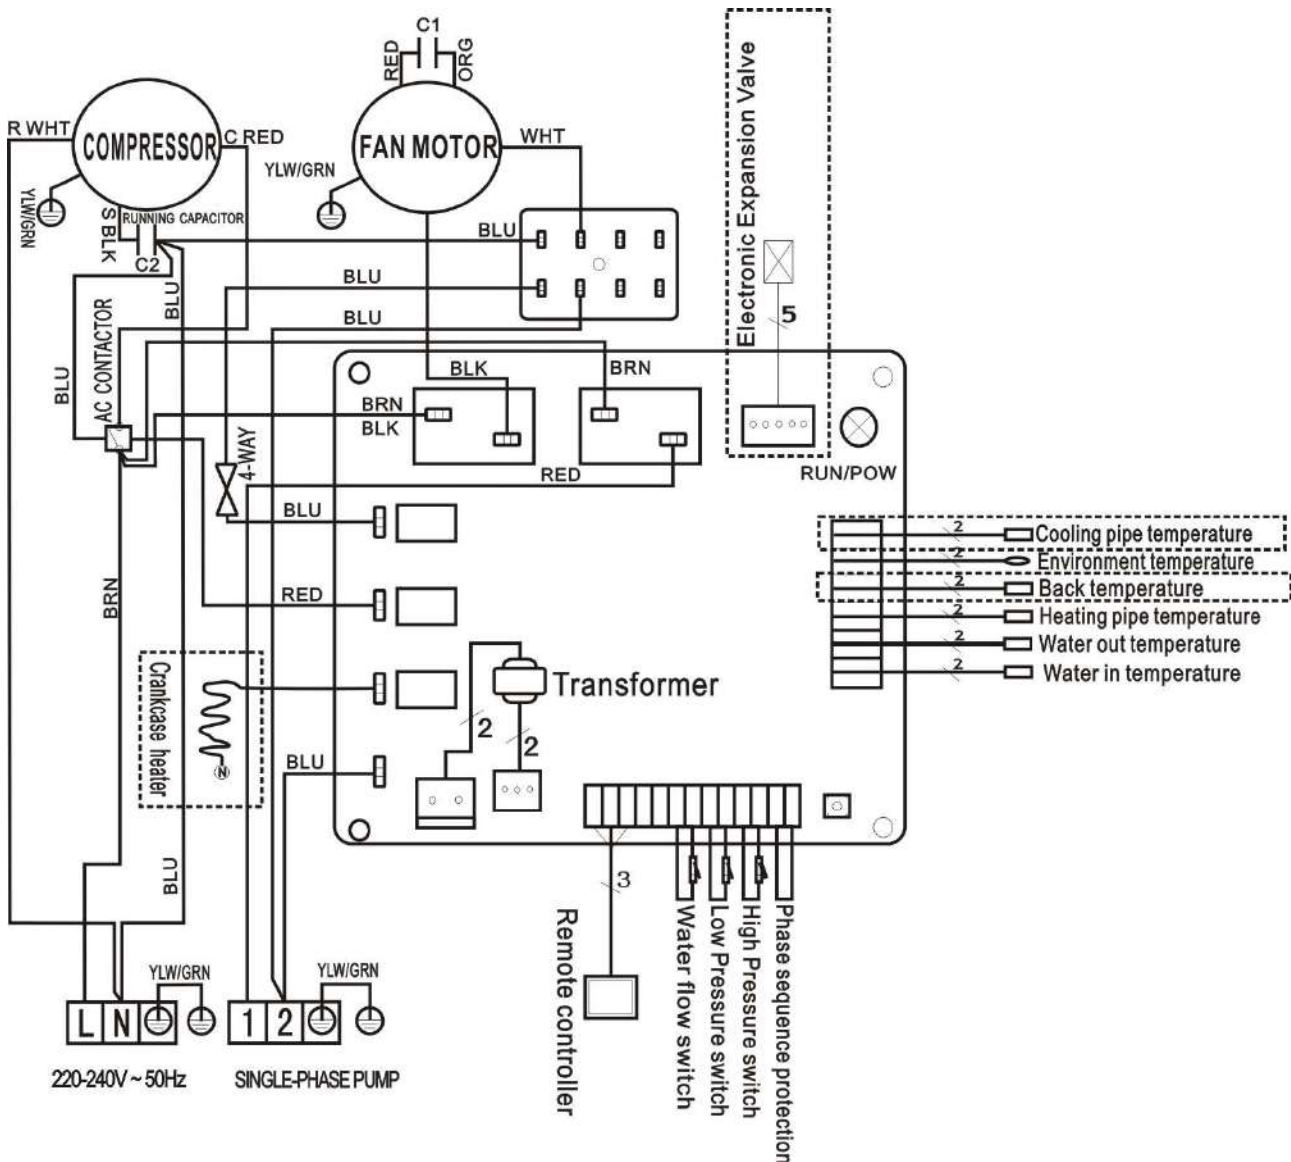 C1
RED
ORG
Electronic Expansion Valve
5
R WHT
COMPRESSOR
C RED
FAN MOTOR
WHT
YLW/GRN
YLW/GRN
S BLK
RUNNING CAPACITOR
C2
BLU
BLU
BLU
BLU
BLU
AC CONTACTOR
BLK
BRN
BRN
BLK
4-WAY
RED
RUN/POW
BLU
2
Cooling pipe temperature
2
Environment temperature
2
Back temperature
2
Heating pipe temperature
2
Water out temperature
2
Water in temperature
BRN
RED
Crankcase heater
N
Transformer
2
2
BLU
BLU
3
Remote controller
Water flow switch
Low Pressure switch
High Pressure switch
Phase sequence protection
YLW/GRN
YLW/GRN
L N
1 2
220-240V ~ 50Hz
SINGLE-PHASE PUMP